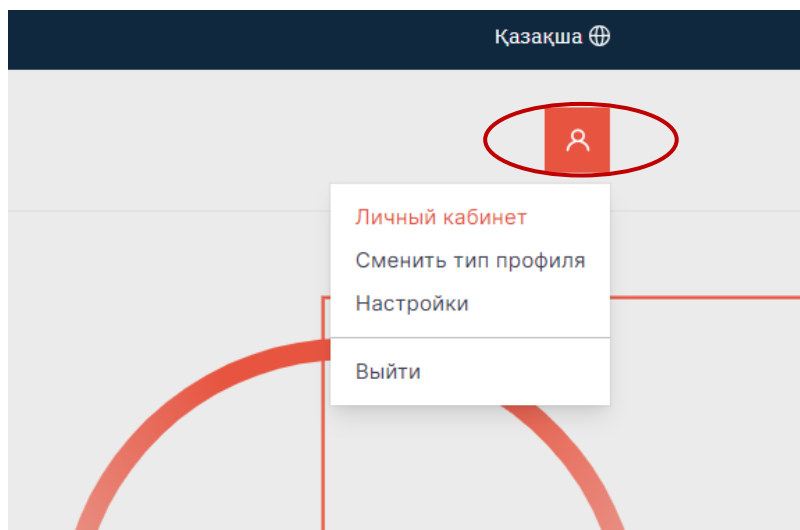 Қазақша
Личный кабинет
Сменить тип профиля
Настройки
Выйти